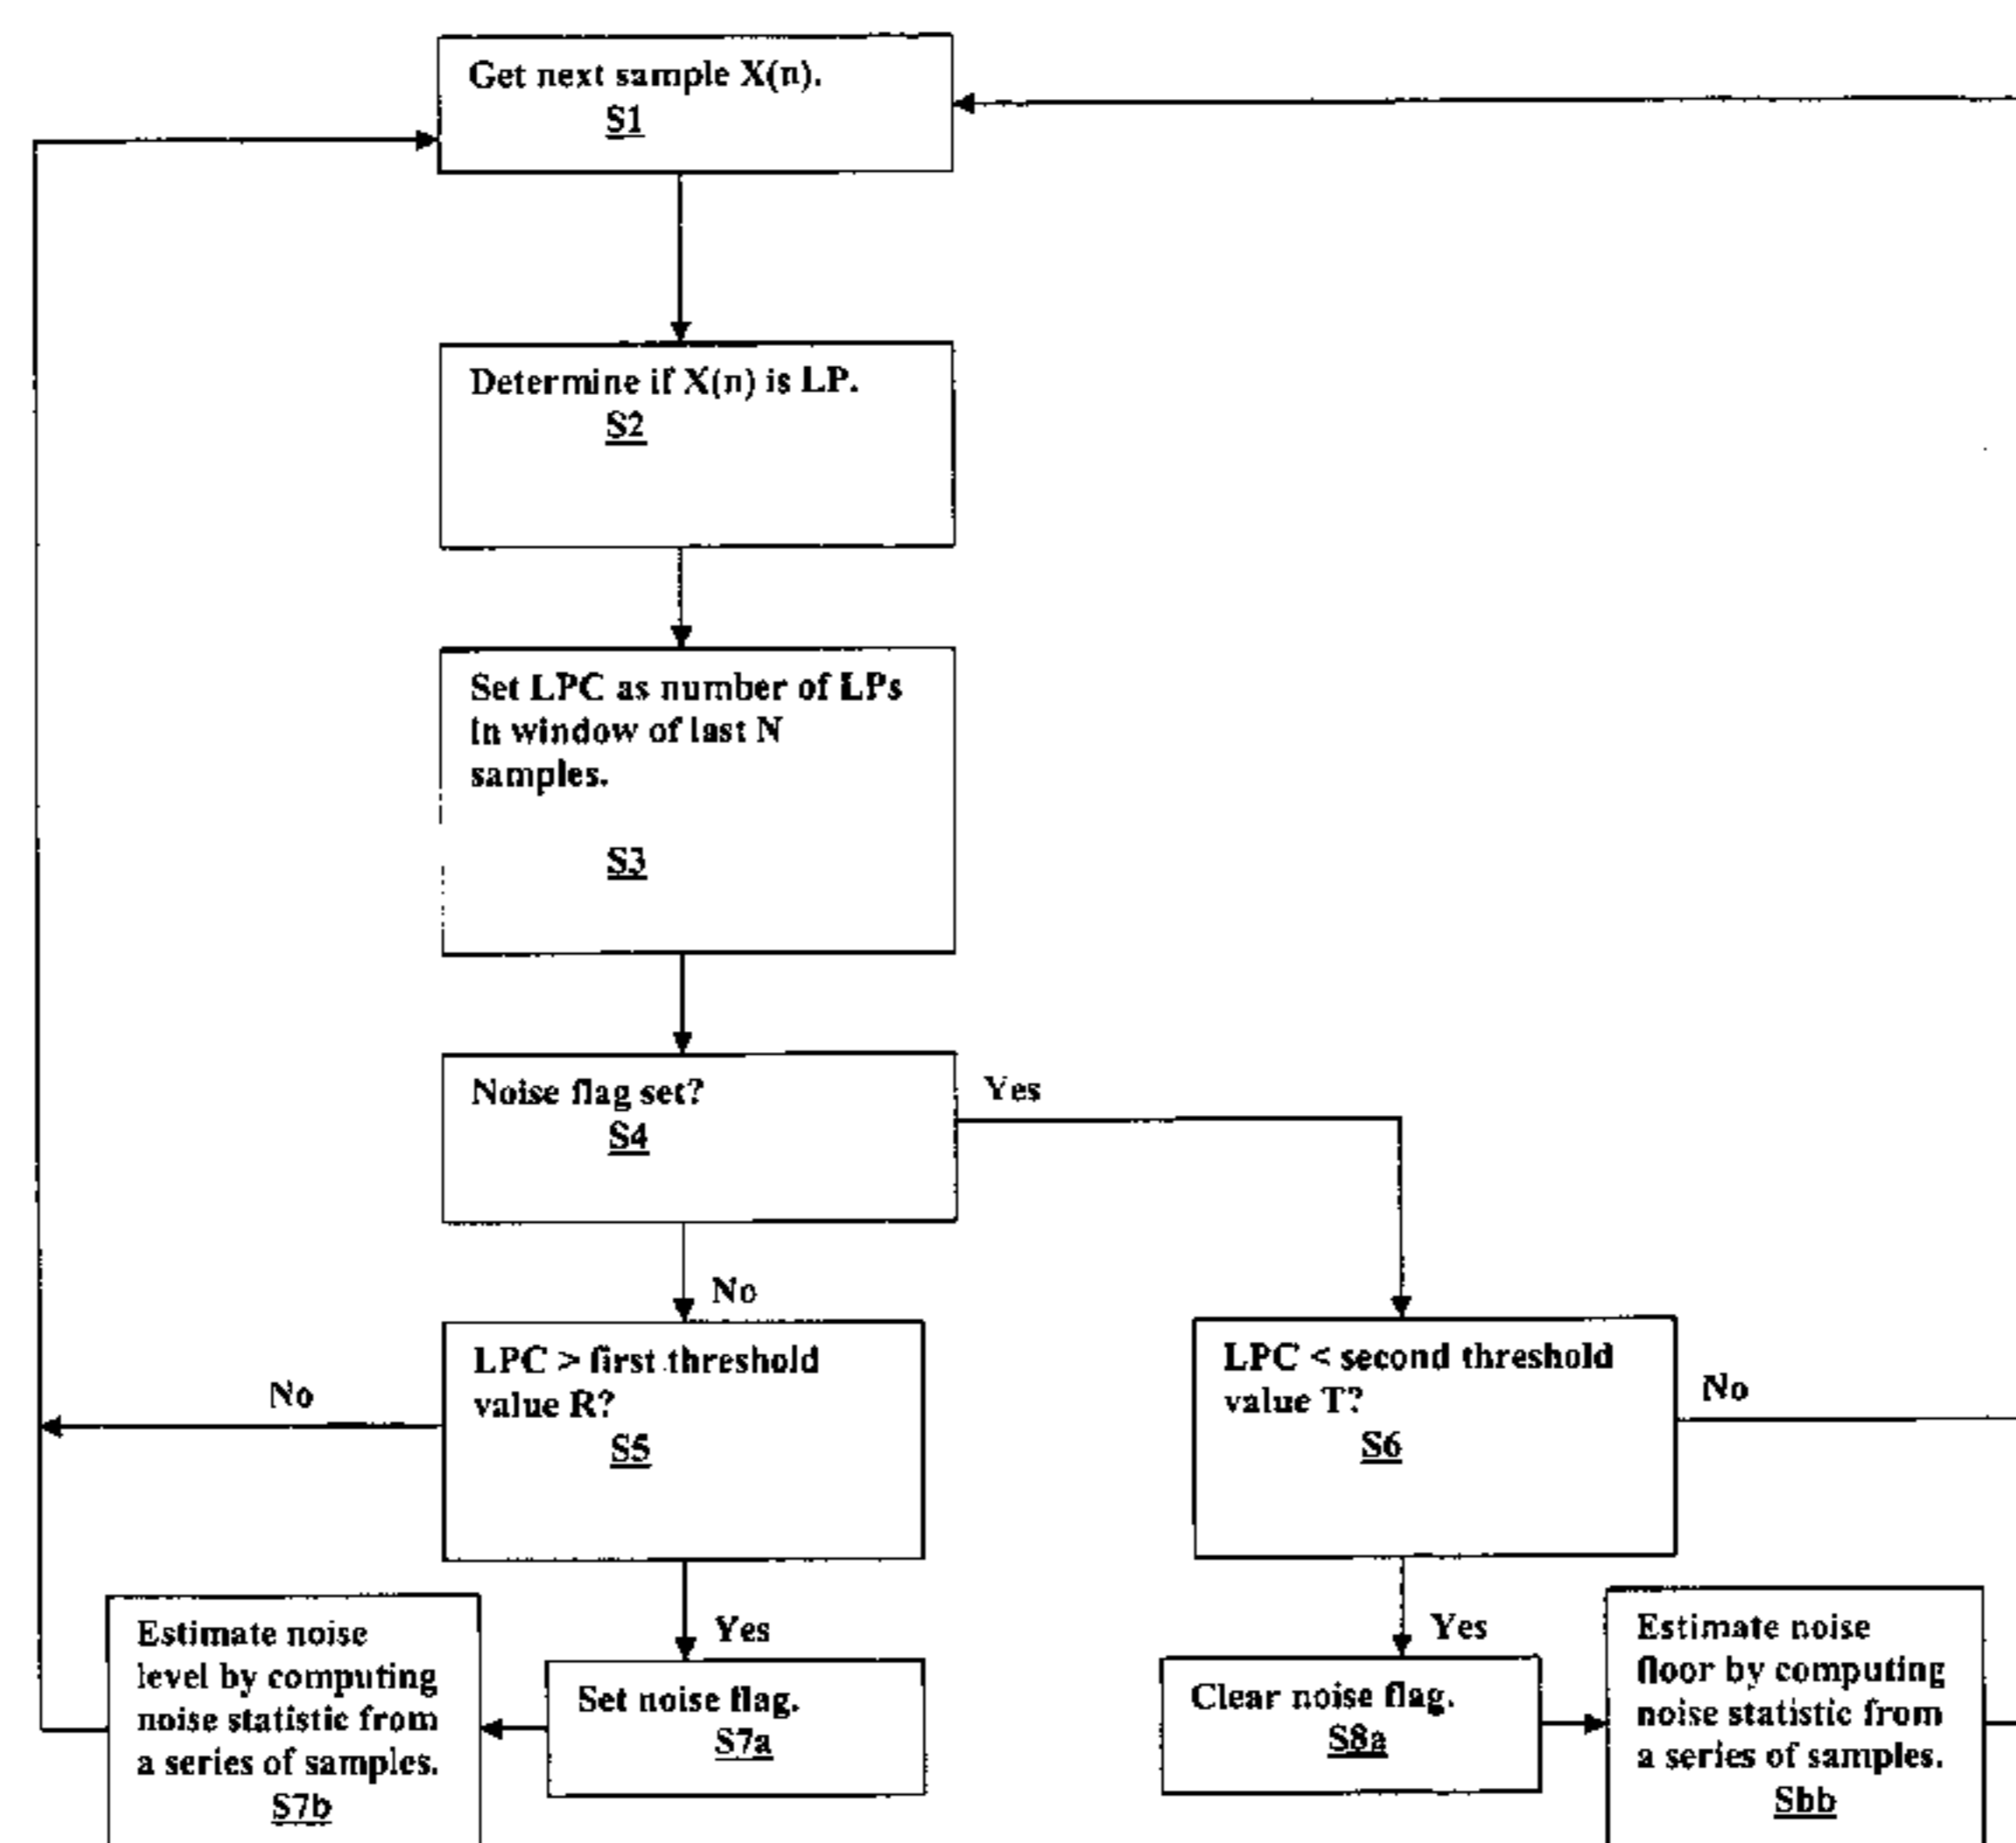 Get next sample X(n).
S1
Determine if X(n) is LP.
S2
Set LPC as number of LPs
in window of last N
samples.
S3
Noise flag set?
S4
Yes
No
LPC > first threshold
value R?
S5
No
LPC < second threshold
value T?
S6
No
Yes
Yes
Estimate noise
level by computing
noise statistic from
a series of samples.
S7b
Set noise flag.
S7a
Clear noise flag.
S8a
Estimate noise
floor by computing
noise statistic from
a series of samples.
Sbb